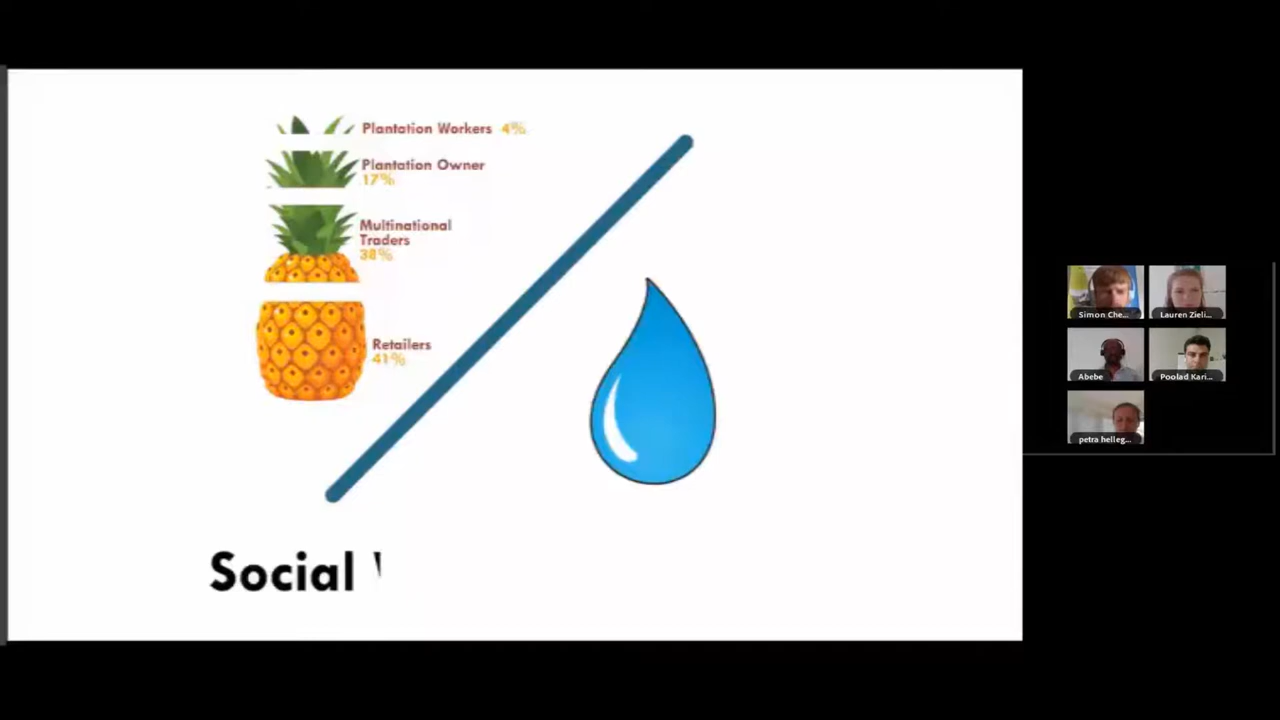 Plantation Workers 4%
Plantation Owner
17%
Multinational
Traders
38%
Retailers
41%
Social
Simon Che...
Lauren Zieli...
Abebe
Poolad Kari...
petra helleg...